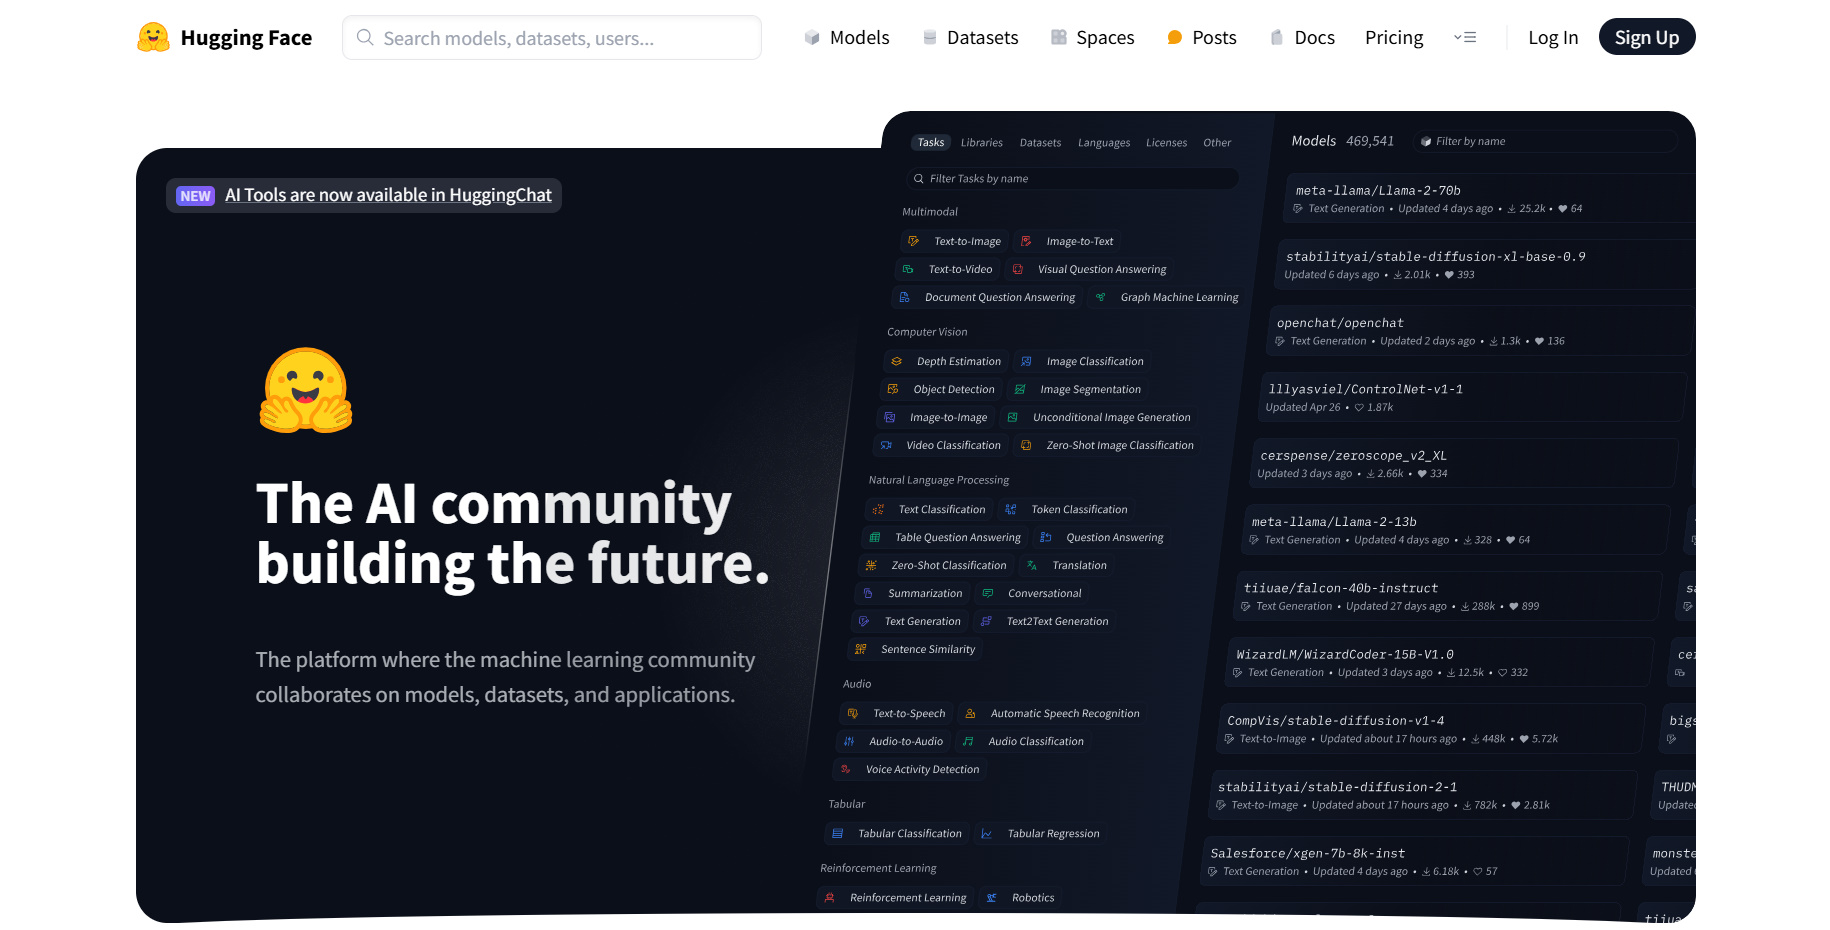 Hugging Face
Search models, datasets, users...
Models
Datasets
Spaces
Posts
Docs
Pricing
Log In
Sign Up
NEW AI Tools are now available in HuggingChat
The AI community
building the future.
The platform where the machine learning community
collaborates on models, datasets, and applications.
Tasks Libraries Datasets Languages Licenses Other
Filter Tasks by name
Multimodal
Text-to-Image Image-to-Text
Text-to-Video Visual Question Answering
Document Question Answering Graph Machine Learning
Computer Vision
Depth Estimation Image Classification
Object Detection Image Segmentation
Image-to-Image Unconditional Image Generation
Video Classification Zero-Shot Image Classification
Natural Language Processing
Text Classification Token Classification
Table Question Answering Question Answering
Zero-Shot Classification Translation
Summarization Conversational
Text Generation Text2Text Generation
Sentence Similarity
Audio
Text-to-Speech Automatic Speech Recognition
Audio-to-Audio Audio Classification
Voice Activity Detection
Tabular
Tabular Classification Tabular Regression
Reinforcement Learning
Reinforcement Learning Robotics
Models 469,541 Filter by name
meta-llama/Llama-2-70b
Text Generation • Updated 4 days ago • 25.2k • 64
stabilityai/stable-diffusion-xl-base-0.9
Updated 6 days ago • 2.01k • 393
openchat/openchat
Text Generation • Updated 2 days ago • 1.3k • 136
lllyasviel/ControlNet-v1-1
Updated Apr 26 • 1.87k
cerspense/zeroscope_v2_XL
Updated 3 days ago • 2.66k • 334
meta-llama/Llama-2-13b
Text Generation • Updated 4 days ago • 328 • 64
tiiuae/falcon-40b-instruct
Text Generation • Updated 27 days ago • 288k • 899
WizardLM/WizardCoder-15B-V1.0
Text Generation • Updated 3 days ago • 12.5k • 332
CompVis/stable-diffusion-v1-4
Text-to-Image • Updated about 17 hours ago • 448k • 5.72k
stabilityai/stable-diffusion-2-1
Text-to-Image • Updated about 17 hours ago • 782k • 2.81k
Salesforce/xgen-7b-8k-inst
Text Generation • Updated 4 days ago • 6.18k • 57
THUDM
Updated
monste
Updated